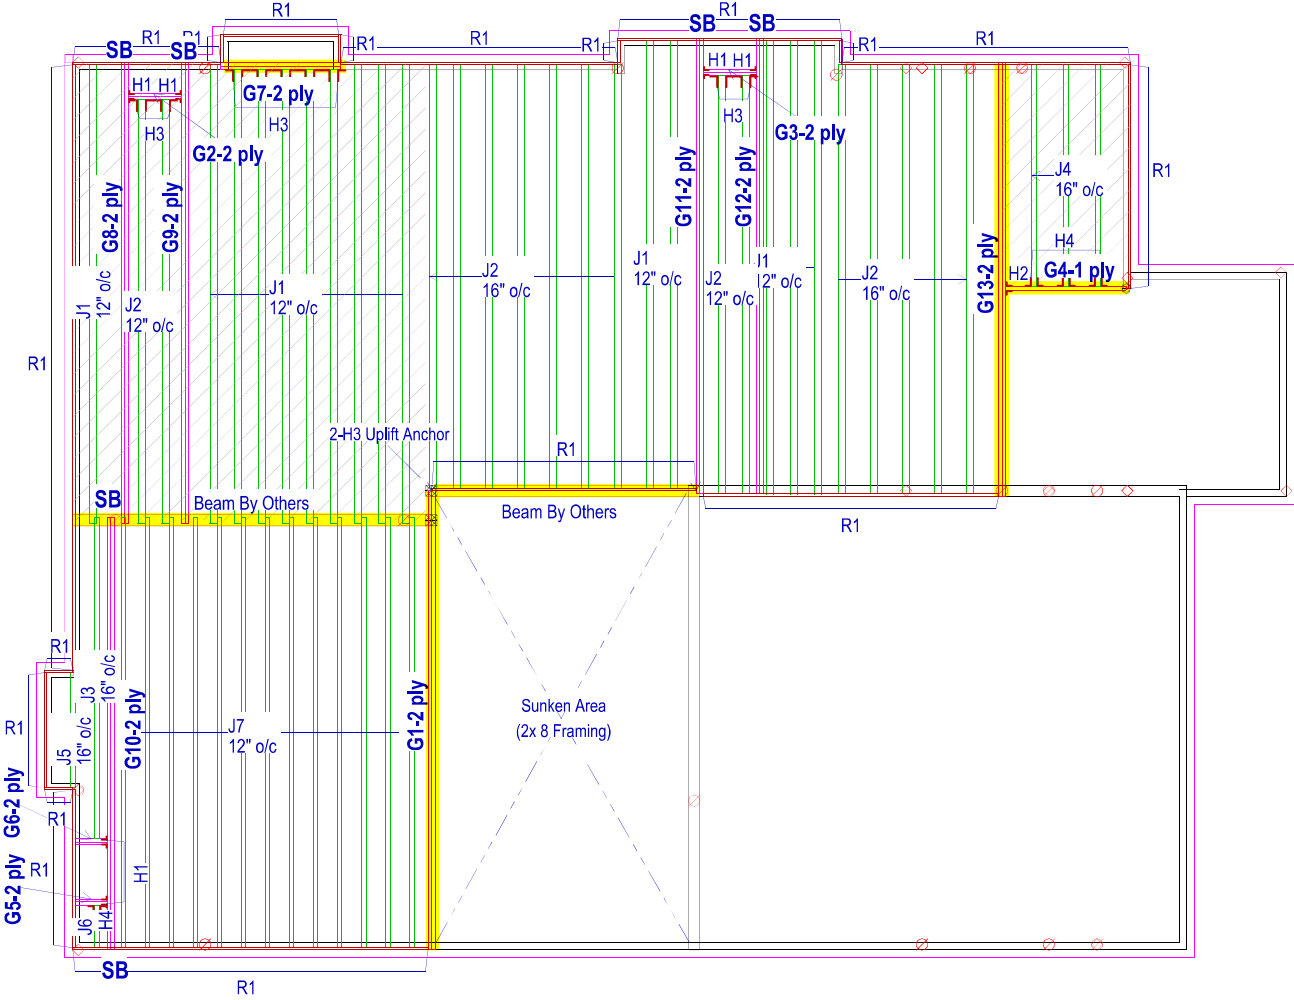 R1
R1
SB
R1
SB
R1
R1
R1
R1
SB
SB
R1
R1
H1 H1
G7-2 ply
H3
H3
G2-2 ply
H1 H1
H3
G3-2 ply
G8-2 ply
G9-2 ply
G11-2 ply
G12-2 ply
J4
16" o/c
R1
H4
H2
G4-1 ply
G13-2 ply
J1
12" o/c
J2
12" o/c
J1
12" o/c
J2
16" o/c
J1
12" o/c
J2
12" o/c
J1
12" o/c
J2
16" o/c
R1
2-H3 Uplift Anchor
R1
SB
Beam By Others
Beam By Others
R1
R1
J3
16" o/c
G10-2 ply
G1-2 ply
R1
J5
16" o/c
J7
12" o/c
Sunken Area
(2x 8 Framing)
G6-2 ply
R1
R1
H1
G5-2 ply
J6
H4
SB
R1